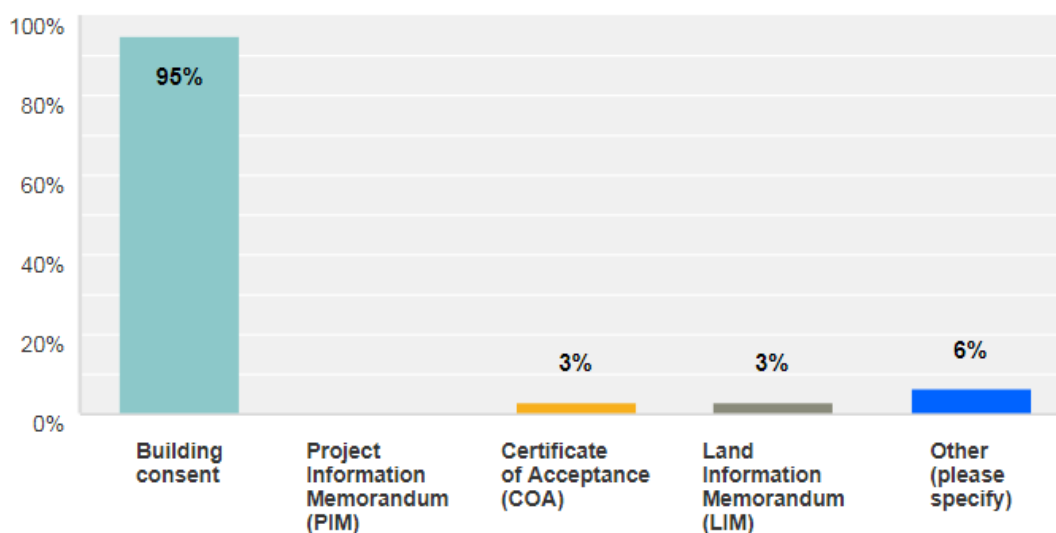 100%
80%
60%
40%
20%
0%
95%
3%
3%
6%
Building
consent
Project
Information
Memorandum
(PIM)
Certificate
of Acceptance
(COA)
Land
Information
Memorandum
(LIM)
Other
(please
specify)